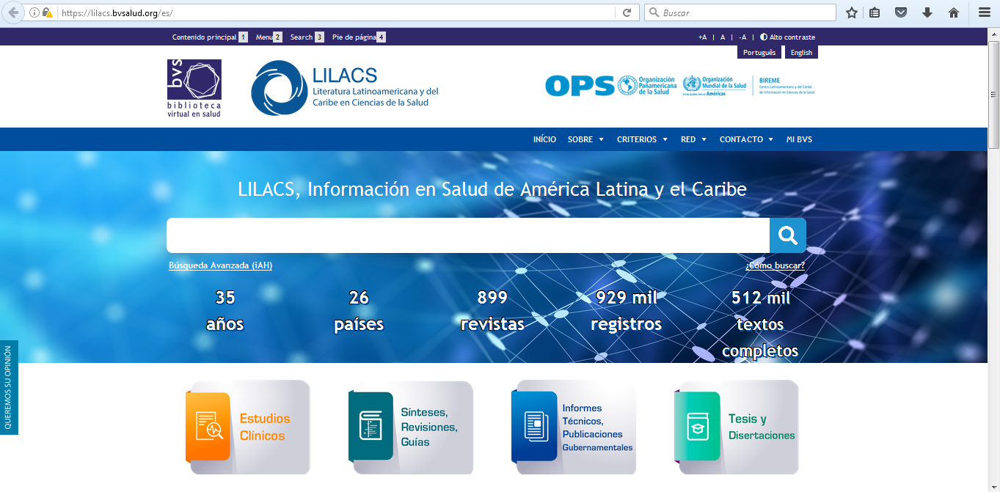 https://lilacs.bvsalud.org/es/
Buscar
Contenido principal 1 Menu 2 Search 3 Pie de página 4
+A | A | -A | Alto contraste
Português English
bvs
biblioteca
virtual en salud
LILACS
Literatura Latinoamericana y del
Caribe en Ciencias de la Salud
OPS
Organización
Panamericana
de la Salud
Organización
Mundial de la Salud
Américas
BIREME
Centro Latinoamericano y del Caribe
de Información en Ciencias de la Salud
INÍCIO SOBRE CRITERIOS RED CONTACTO MI BVS
LILACS, Información en Salud de América Latina y el Caribe
Búsqueda Avanzada (iAH)
¿Cómo buscar?
35
años
26
países
899
revistas
929 mil
registros
512 mil
textos
completos
QUEREMOS SU OPINIÓN
Estudios
Clínicos
Sínteses,
Revisiones,
Guías
Informes
Técnicos,
Publicaciones
Gubernamentales
Tesis y
Disertaciones